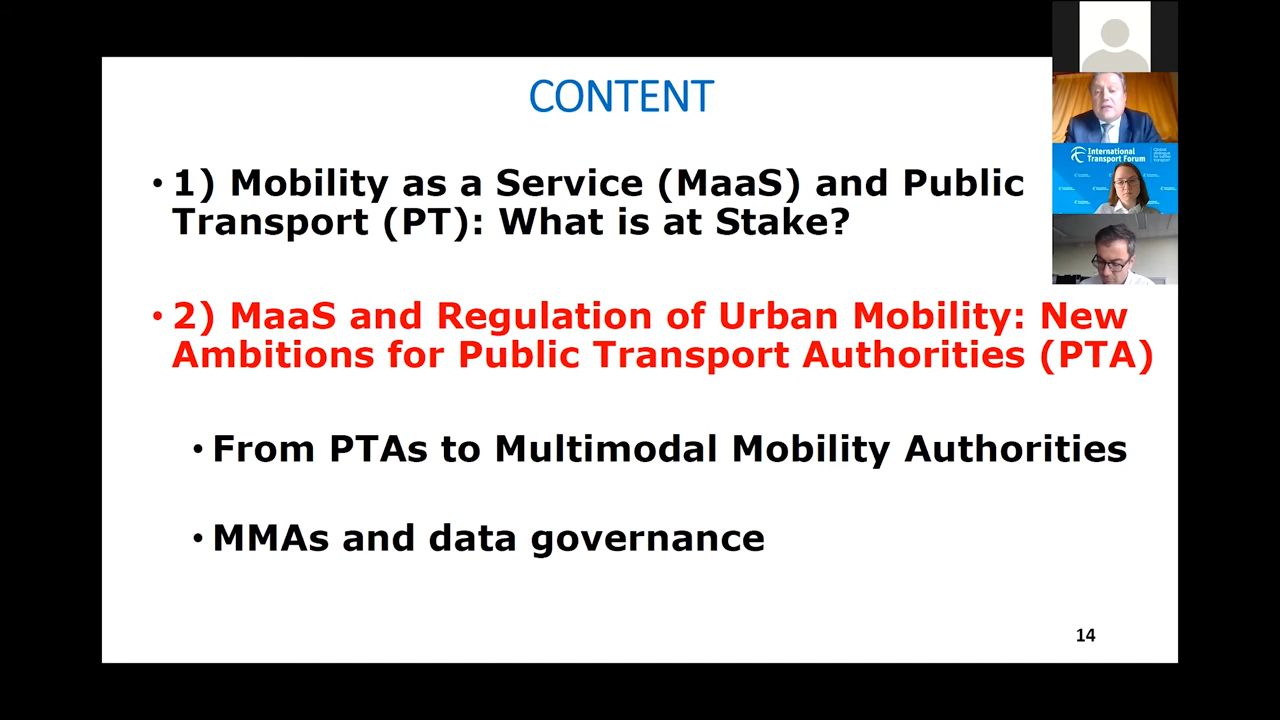 CONTENT
• 1) Mobility as a Service (MaaS) and Public
Transport (PT): What is at Stake?
• 2) MaaS and Regulation of Urban Mobility: New
Ambitions for Public Transport Authorities (PTA)
• From PTAs to Multimodal Mobility Authorities
• MMAs and data governance
14
International
Transport Forum